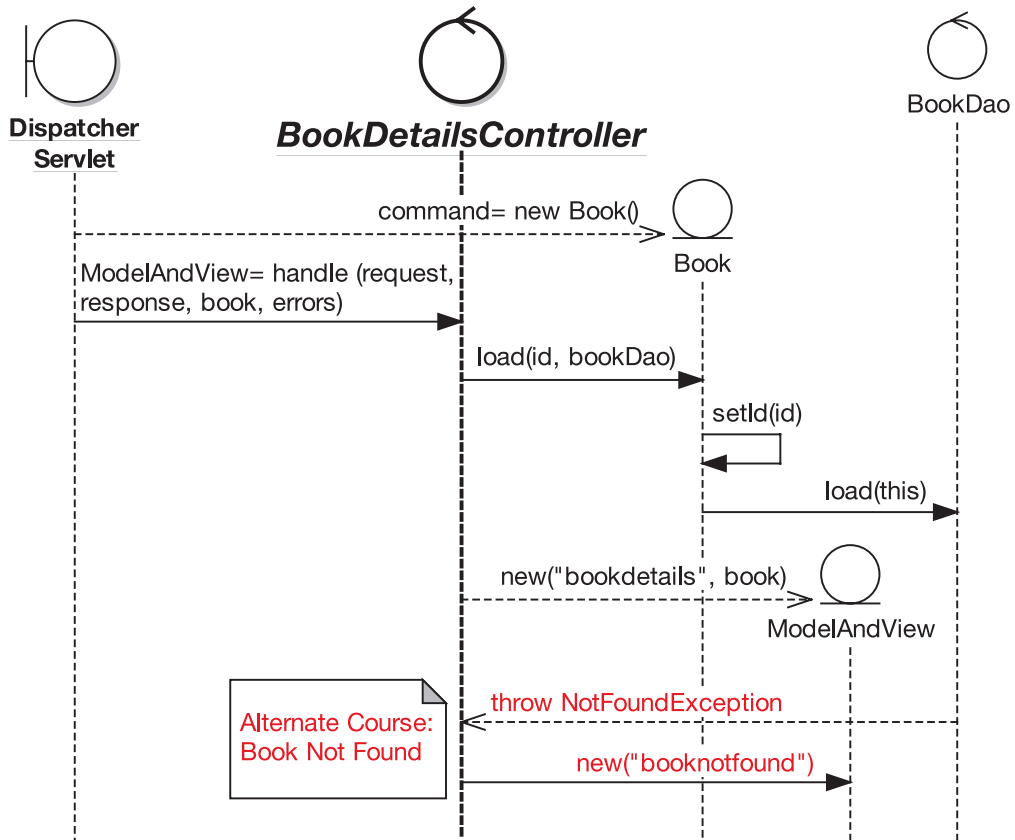 BookDao
Dispatcher
Servlet
BookDetailsController
command= new Book()
Book
ModelAndView= handle (request,
response, book, errors)
load(id, bookDao)
setId(id)
load(this)
new("bookdetails", book)
ModelAndView
throw NotFoundException
Alternate Course:
Book Not Found
new("booknotfound")